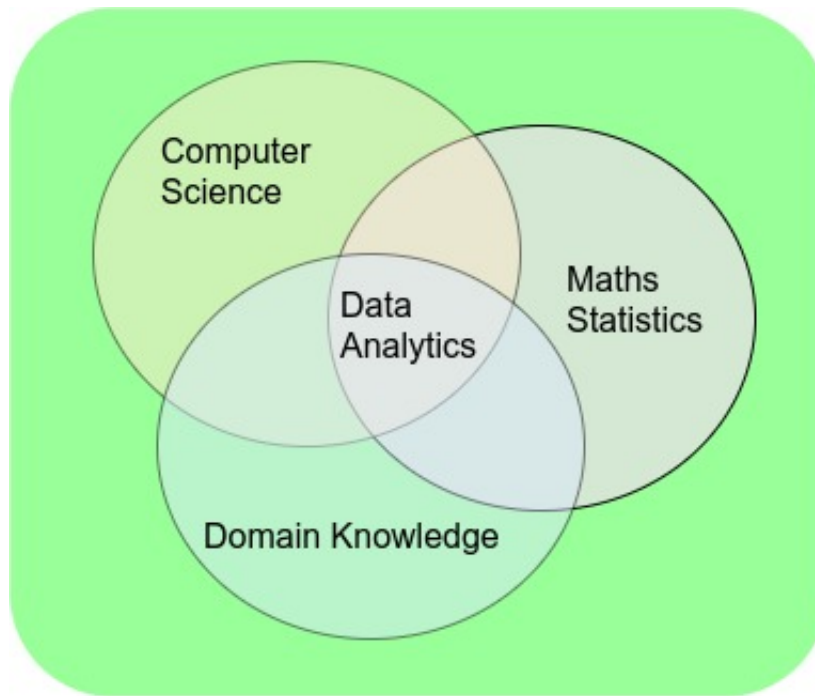 Computer
Science
Maths
Statistics
Data
Analytics
Domain Knowledge